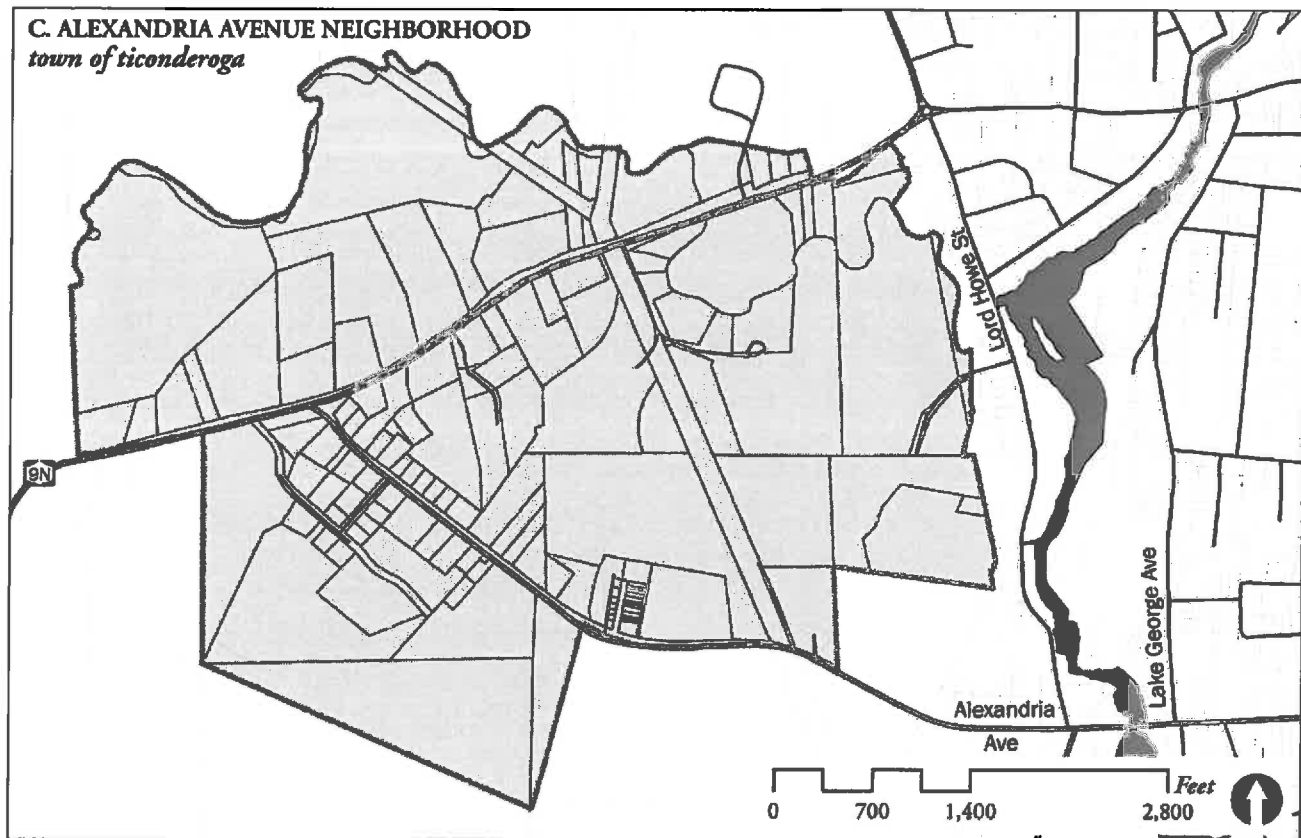 C. ALEXANDRIA AVENUE NEIGHBORHOOD
town of ticonderoga
Lord Howe St.
9N
Lake George Ave
Alexandria
Ave
Feet
0 700 1,400 2,800